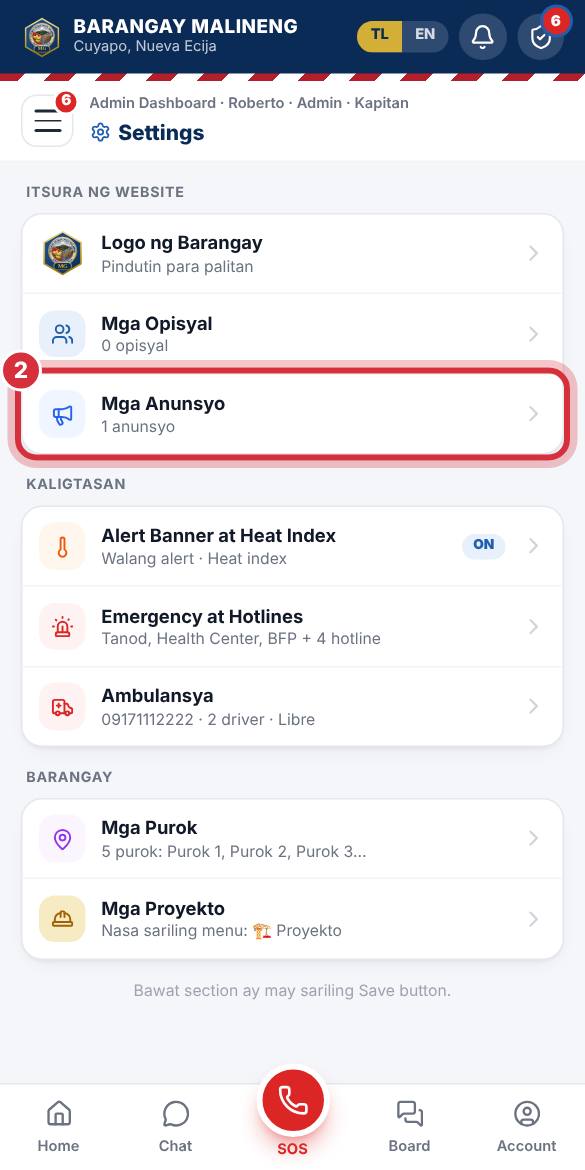 BARANGAY MALINENG
Cuyapo, Nueva Ecija
TL EN
6
6
Admin Dashboard · Roberto · Admin · Kapitan
Settings
ITSURA NG WEBSITE
Logo ng Barangay
Pindutin para palitan
Mga Opisyal
0 opisyal
2
Mga Anunsyo
1 anunsyo
KALIGTASAN
Alert Banner at Heat Index
Walang alert · Heat index
ON
Emergency at Hotlines
Tanod, Health Center, BFP + 4 hotline
Ambulansya
09171112222 · 2 driver · Libre
BARANGAY
Mga Purok
5 purok: Purok 1, Purok 2, Purok 3...
Mga Proyekto
Nasa sariling menu: 🏗️ Proyekto
Bawat section ay may sariling Save button.
Home Chat SOS Board Account